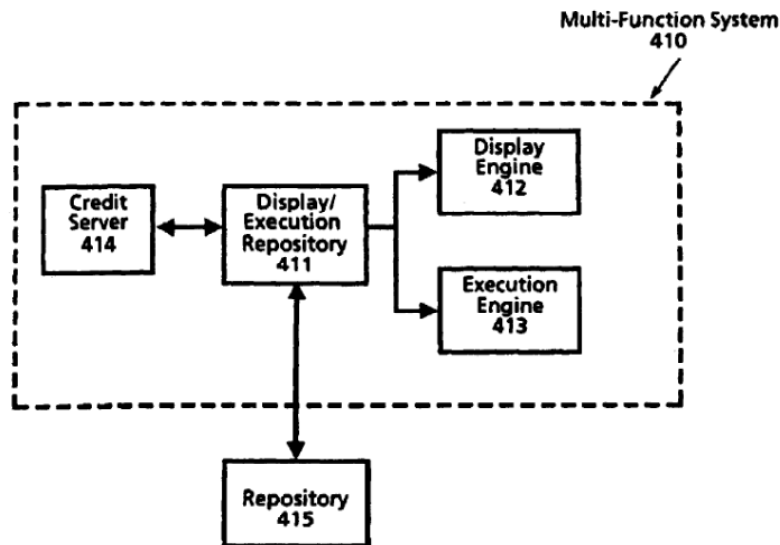 Multi-Function System
410
Display
Engine
412
Credit
Server
414
Display/
Execution
Repository
411
Execution
Engine
413
Repository
415